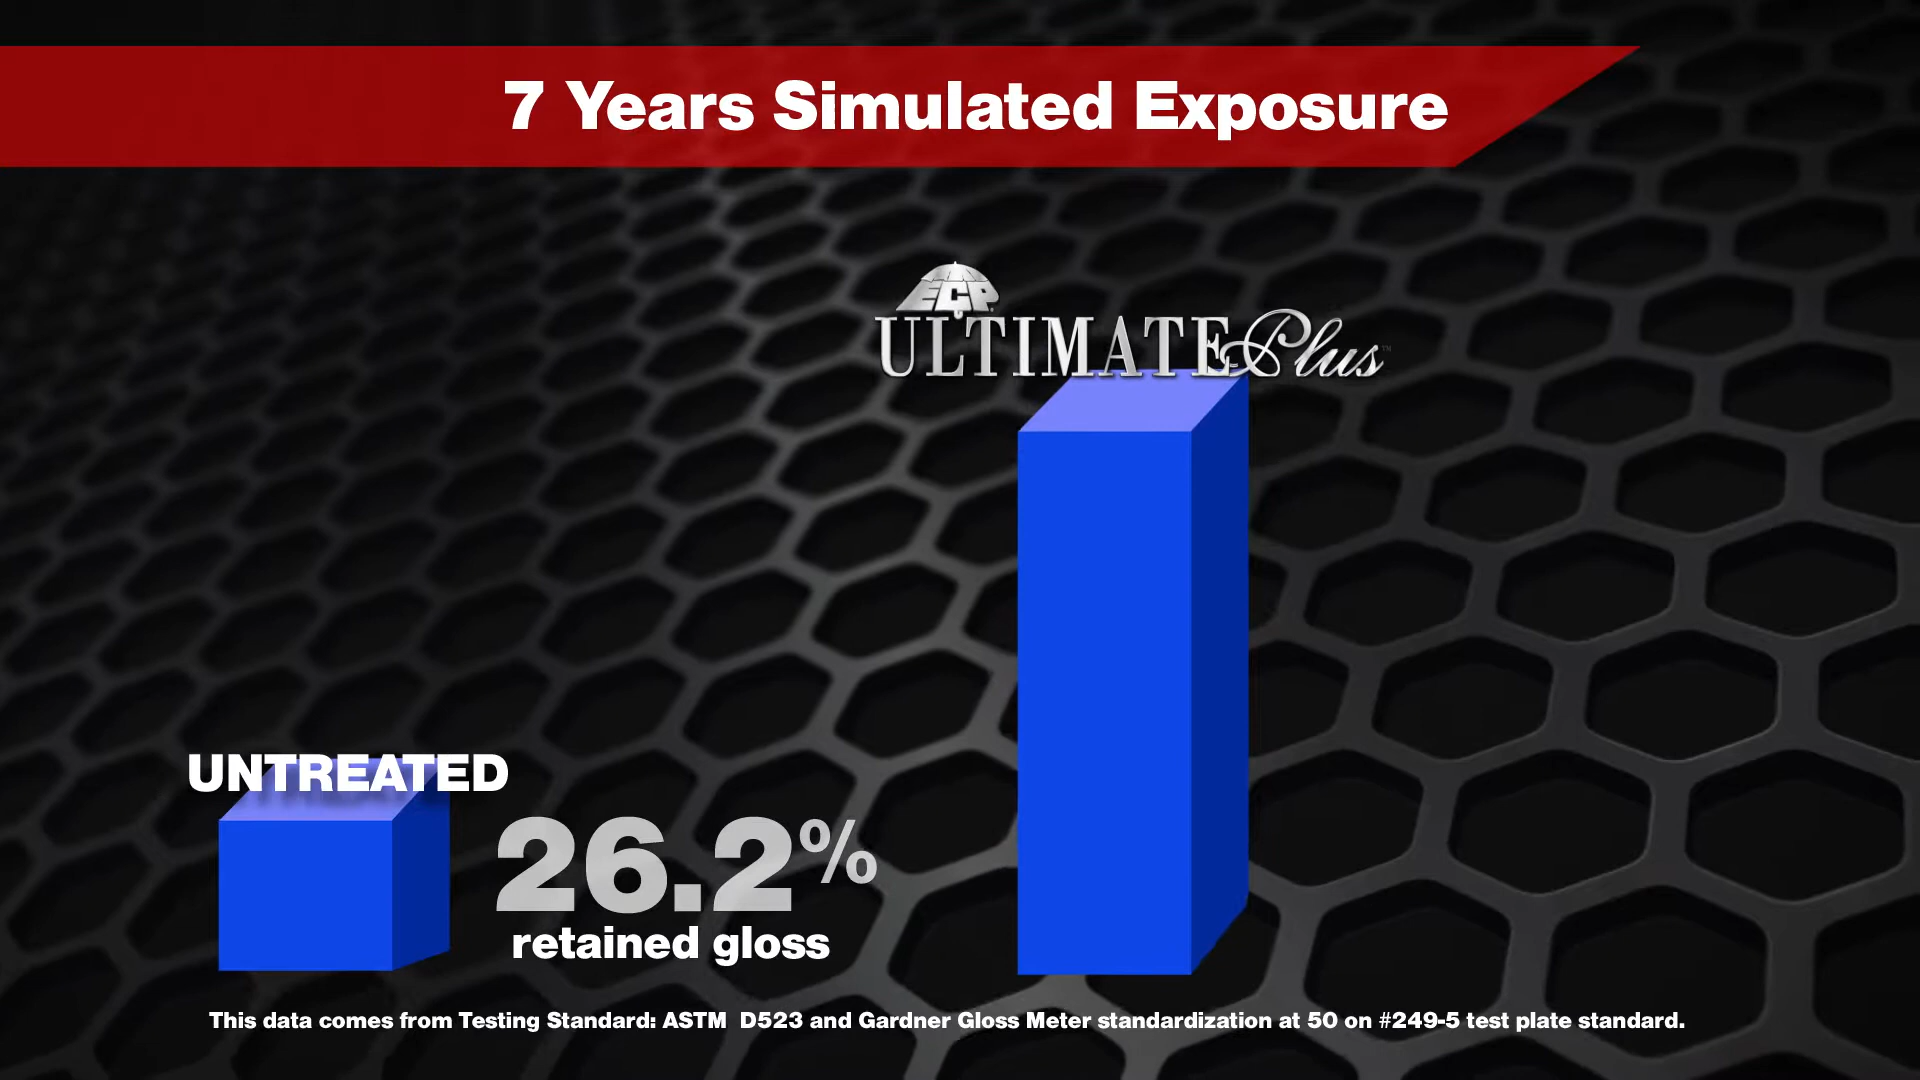 7 Years Simulated Exposure
ECP
ULTIMATE Plus™
UNTREATED
26.2%
retained gloss
This data comes from Testing Standard: ASTM D523 and Gardner Gloss Meter standardization at 50 on #249-5 test plate standard.